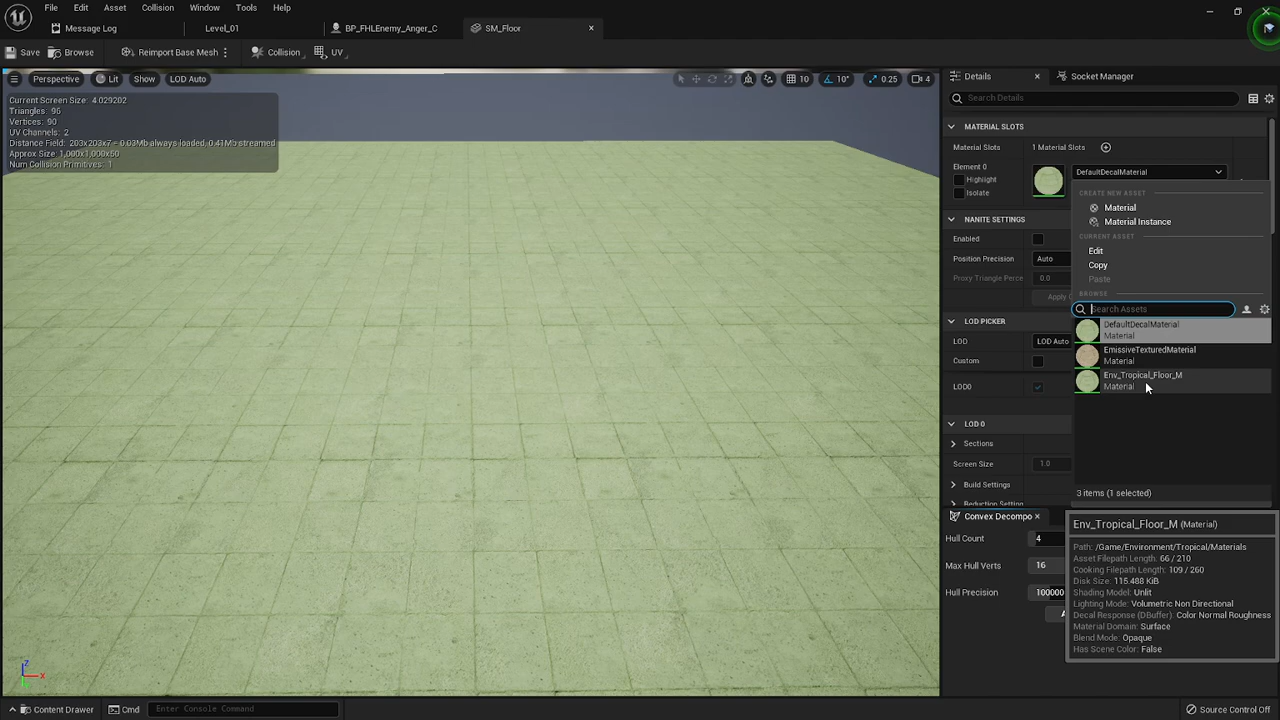 File Edit Asset Collision Window Tools Help
Message Log Level_01 BP_FHLEnemy_Anger_C SM_Floor
Save Browse Reimport Base Mesh Collision UV
Perspective Lit Show LOD Auto 10 10° 0.25 4
Current Screen Size: 4.029202
Triangles: 96
Vertices: 90
UV Channels: 2
Distance Field: 203x203x7 = 0.03Mb always loaded, 0.41Mb streamed
Approx Size: 1,000x1,000x50
Num Collision Primitives: 1
Z
X
Details Socket Manager
Search Details
MATERIAL SLOTS
Material Slots 1 Material Slots
Element 0
Highlight
Isolate
DefaultDecalMaterial
CREATE NEW ASSET
Material
Material Instance
CURRENT ASSET
Edit
Copy
Paste
BROWSE
Search Assets
DefaultDecalMaterial
Material
EmissiveTexturedMaterial
Material
Env_Tropical_Floor_M
Material
3 items (1 selected)
NANITE SETTINGS
Enabled
Position Precision Auto
Proxy Triangle Perce 0.0
Apply
LOD PICKER
LOD LOD Auto
Custom
LOD0
LOD 0
Sections
Screen Size 1.0
Build Settings
Reduction Setting
Convex Decompo
Hull Count 4
Max Hull Verts 16
Hull Precision 100000
Env_Tropical_Floor_M (Material)
Path: /Game/Environment/Tropical/Materials
Asset Filepath Length: 66 / 210
Cooking Filepath Length: 109 / 260
Disk Size: 115.488 KiB
Shading Model: Unlit
Lighting Mode: Volumetric Non Directional
Decal Response (DBuffer): Color Normal Roughness
Material Domain: Surface
Blend Mode: Opaque
Has Scene Color: False
Content Drawer Cmd Enter Console Command Source Control Off